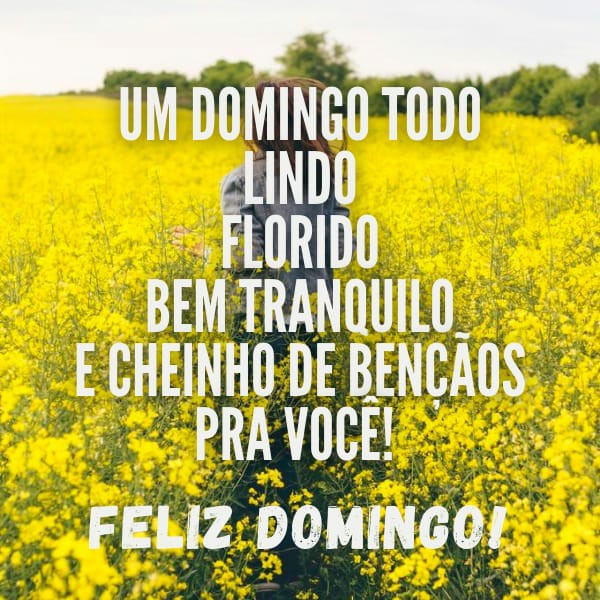 UM DOMINGO TODO
LINDO
FLORIDO
BEM TRANQUILO
E CHEINHO DE BENÇÃOS
PRA VOCÊ!
FELIZ DOMINGO!